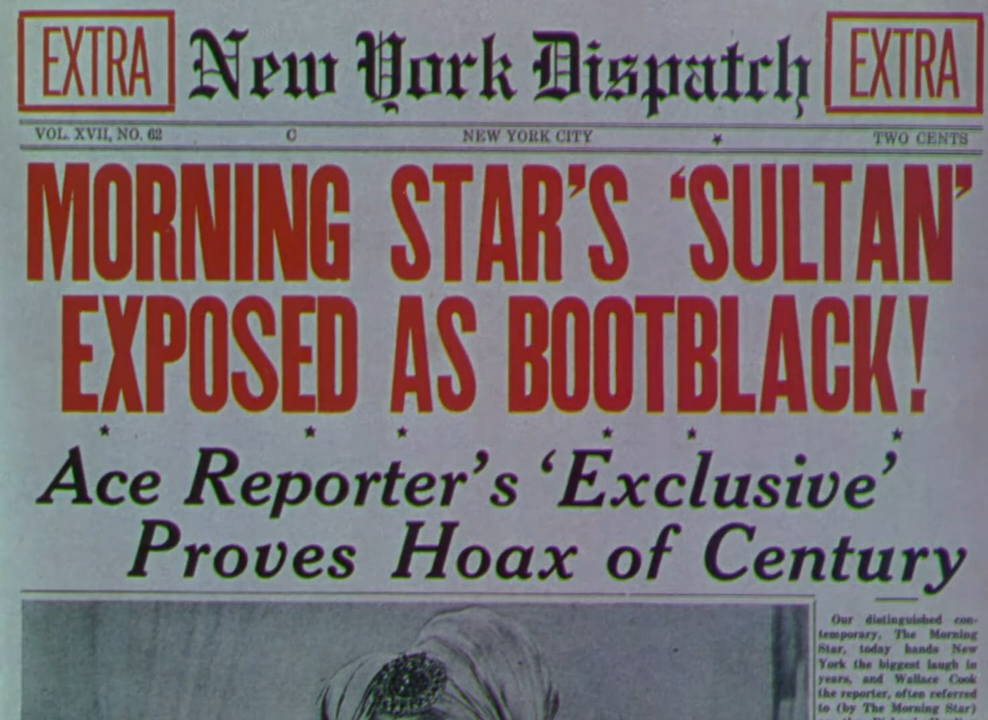 EXTRA New York Dispatch EXTRA
VOL. XVII, NO. 62 C NEW YORK CITY ★ TWO CENTS
MORNING STAR'S 'SULTAN'
EXPOSED AS BOOTBLACK!
Ace Reporter's 'Exclusive'
Proves Hoax of Century
Our distinguished con-
temporary, The Morning
Star, today hands New
York the biggest laugh in
years, and Wallace Cook
the reporter, often referred
to (by The Morning Star)